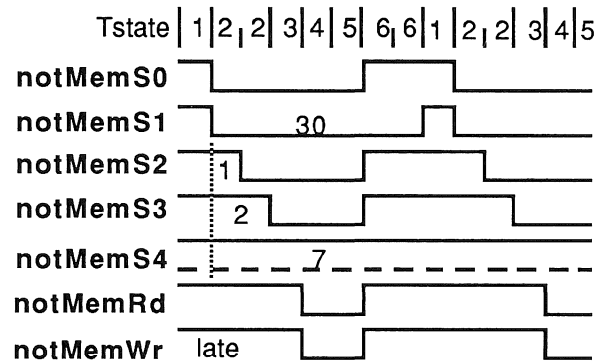 Tstate | 1 | 2 | 2 | 3 | 4 | 5 | 6 | 6 | 1 | 2 | 2 | 3 | 4 | 5
notMemS0
notMemS1 30
notMemS2 1
notMemS3 2
notMemS4 7
notMemRd
notMemWr late